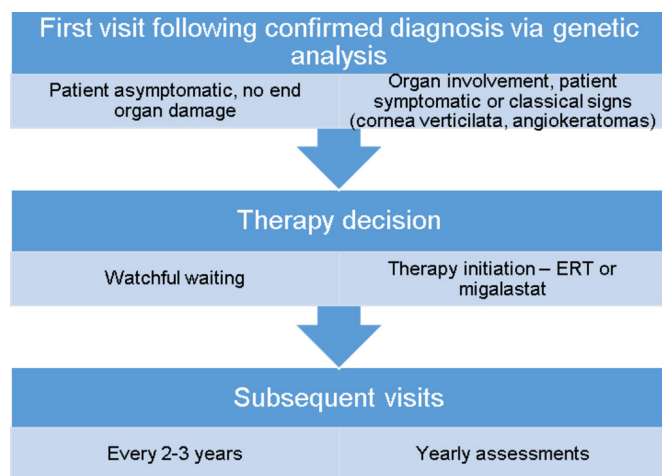 First visit following confirmed diagnosis via genetic
analysis
Patient asymptomatic, no end
organ damage
Organ involvement, patient
symptomatic or classical signs
(cornea verticilata, angiokeratomas)
Therapy decision
Watchful waiting
Therapy initiation – ERT or
migalastat
Subsequent visits
Every 2-3 years
Yearly assessments